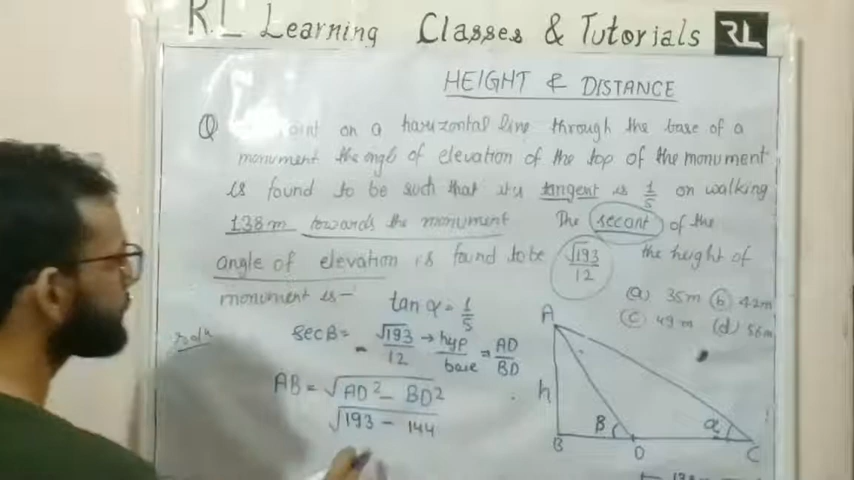 RL Learning Classes & Tutorials RL
HEIGHT & DISTANCE
Q point on a horizontal line through the base of a
monument the angle of elevation of the top of the monument
is found to be such that its tangent is 1/5 on walking
138m towards the monument The secant of the
angle of elevation is found to be √193/12 the height of
monument is-
(a) 35m (b) 42m
(c) 49m (d) 56m
tan α = 1/5
SecB = √193/12 → hyp/base = AD/BD
AB = √AD² - BD²
√193 - 144
A
h
B
B
D
α
C